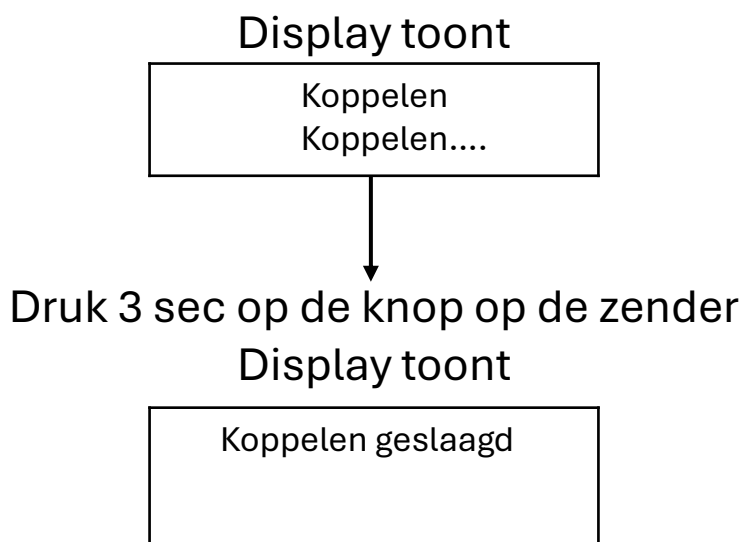 Display toont
Koppelen
Koppelen....
Druk 3 sec op de knop op de zender
Display toont
Koppelen geslaagd